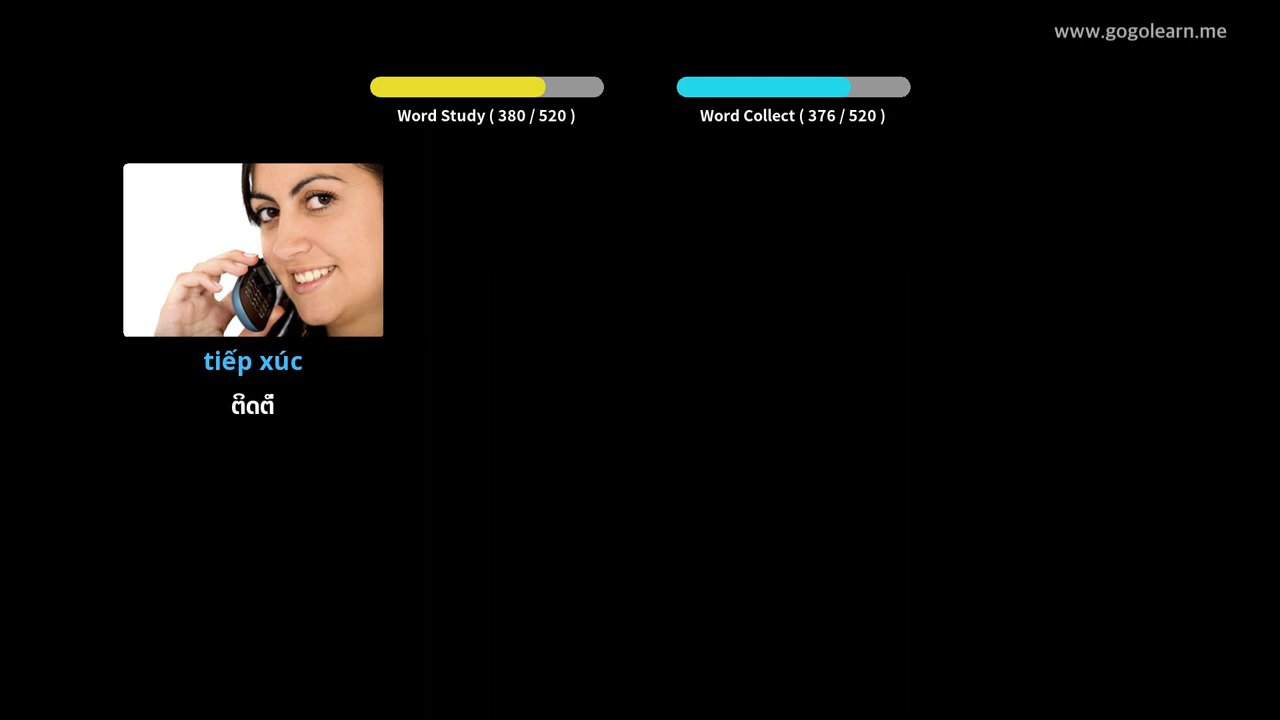 www.gogolearn.me
Word Study ( 380 / 520 )
Word Collect ( 376 / 520 )
tiếp xúc
ຕິດຕໍ່